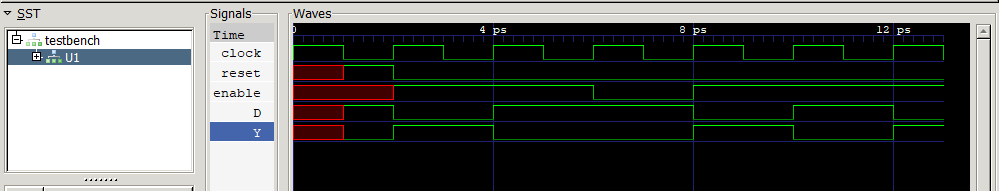 SST
Signals
Waves
testbench
U1
Time
clock
reset
enable
D
Y
0
4 ps
8 ps
12 ps